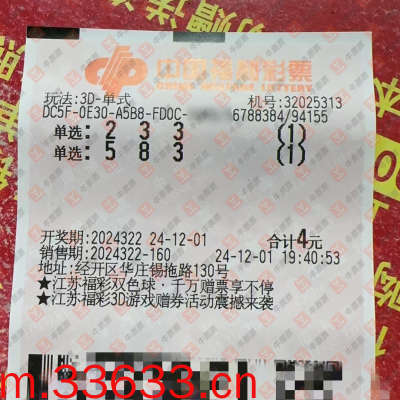 中国福利彩票
CHINA WELFARE LOTTERY
玩法:3D-单式 机号:32025313
DC5F-0E30-A5B8-FD0C- 6788384/94155
单选: 2 3 3 (1)
单选: 5 8 3 (1)
开奖期:2024322 24-12-01 合计4元
销售期:2024322-160 24-12-01 19:40:53
地址:经开区华庄锡拖路130号
★江苏福彩双色球·千万赠票享不停
★江苏福彩3D游戏赠券活动震撼来袭
m.33633.cn